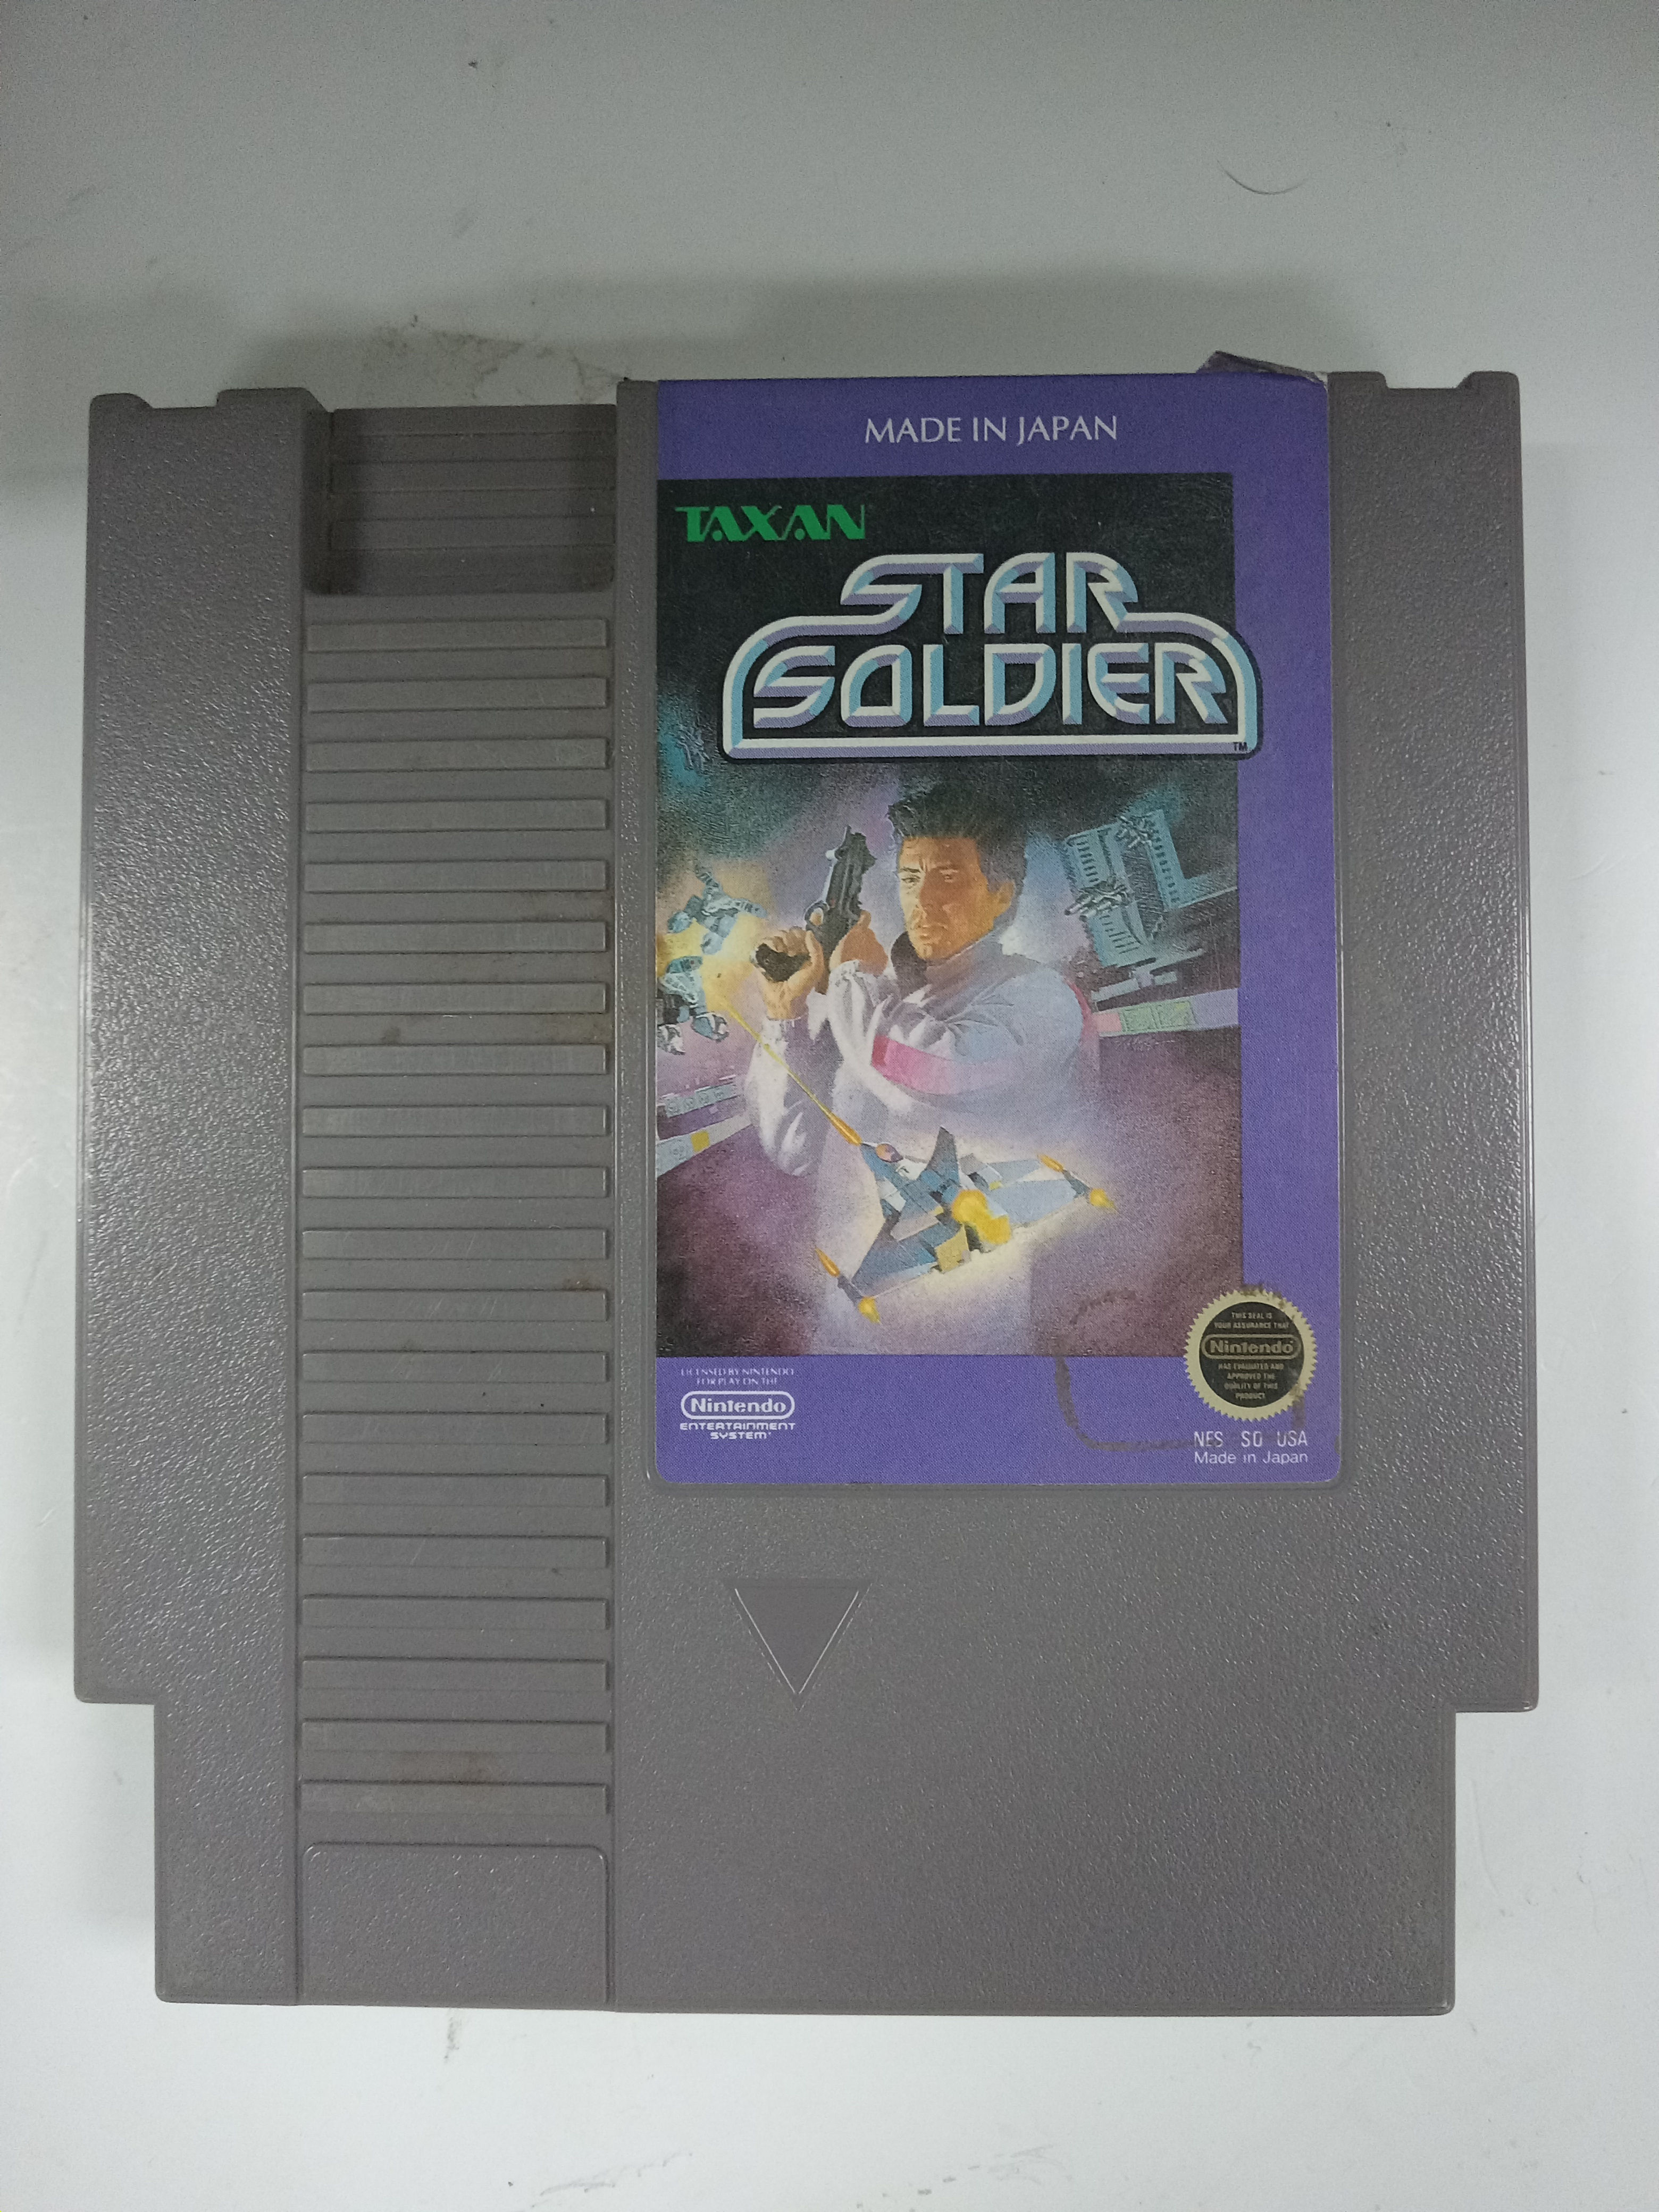 MADE IN JAPAN
TAXAN
STAR
SOLDIER
TM
LICENSED BY NINTENDO
FOR PLAY ON THE
Nintendo
ENTERTAINMENT
SYSTEM
THIS SEAL IS
YOUR ASSURANCE THAT
Nintendo
HAS EVALUATED AND
APPROVED THE
QUALITY OF THIS
PRODUCT.
NES SO USA
Made in Japan